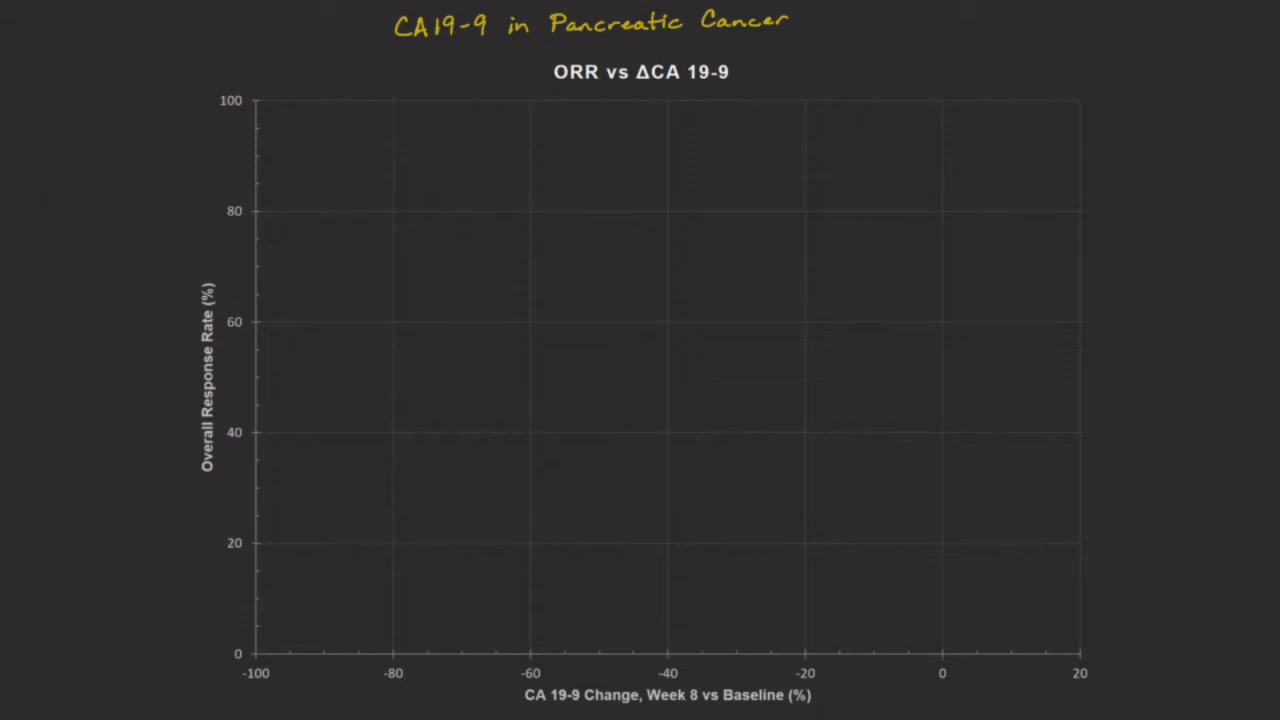 CA19-9 in Pancreatic Cancer
ORR vs ΔCA 19-9
100
80
60
40
20
0
Overall Response Rate (%)
-100 -80 -60 -40 -20 0 20
CA 19-9 Change, Week 8 vs Baseline (%)